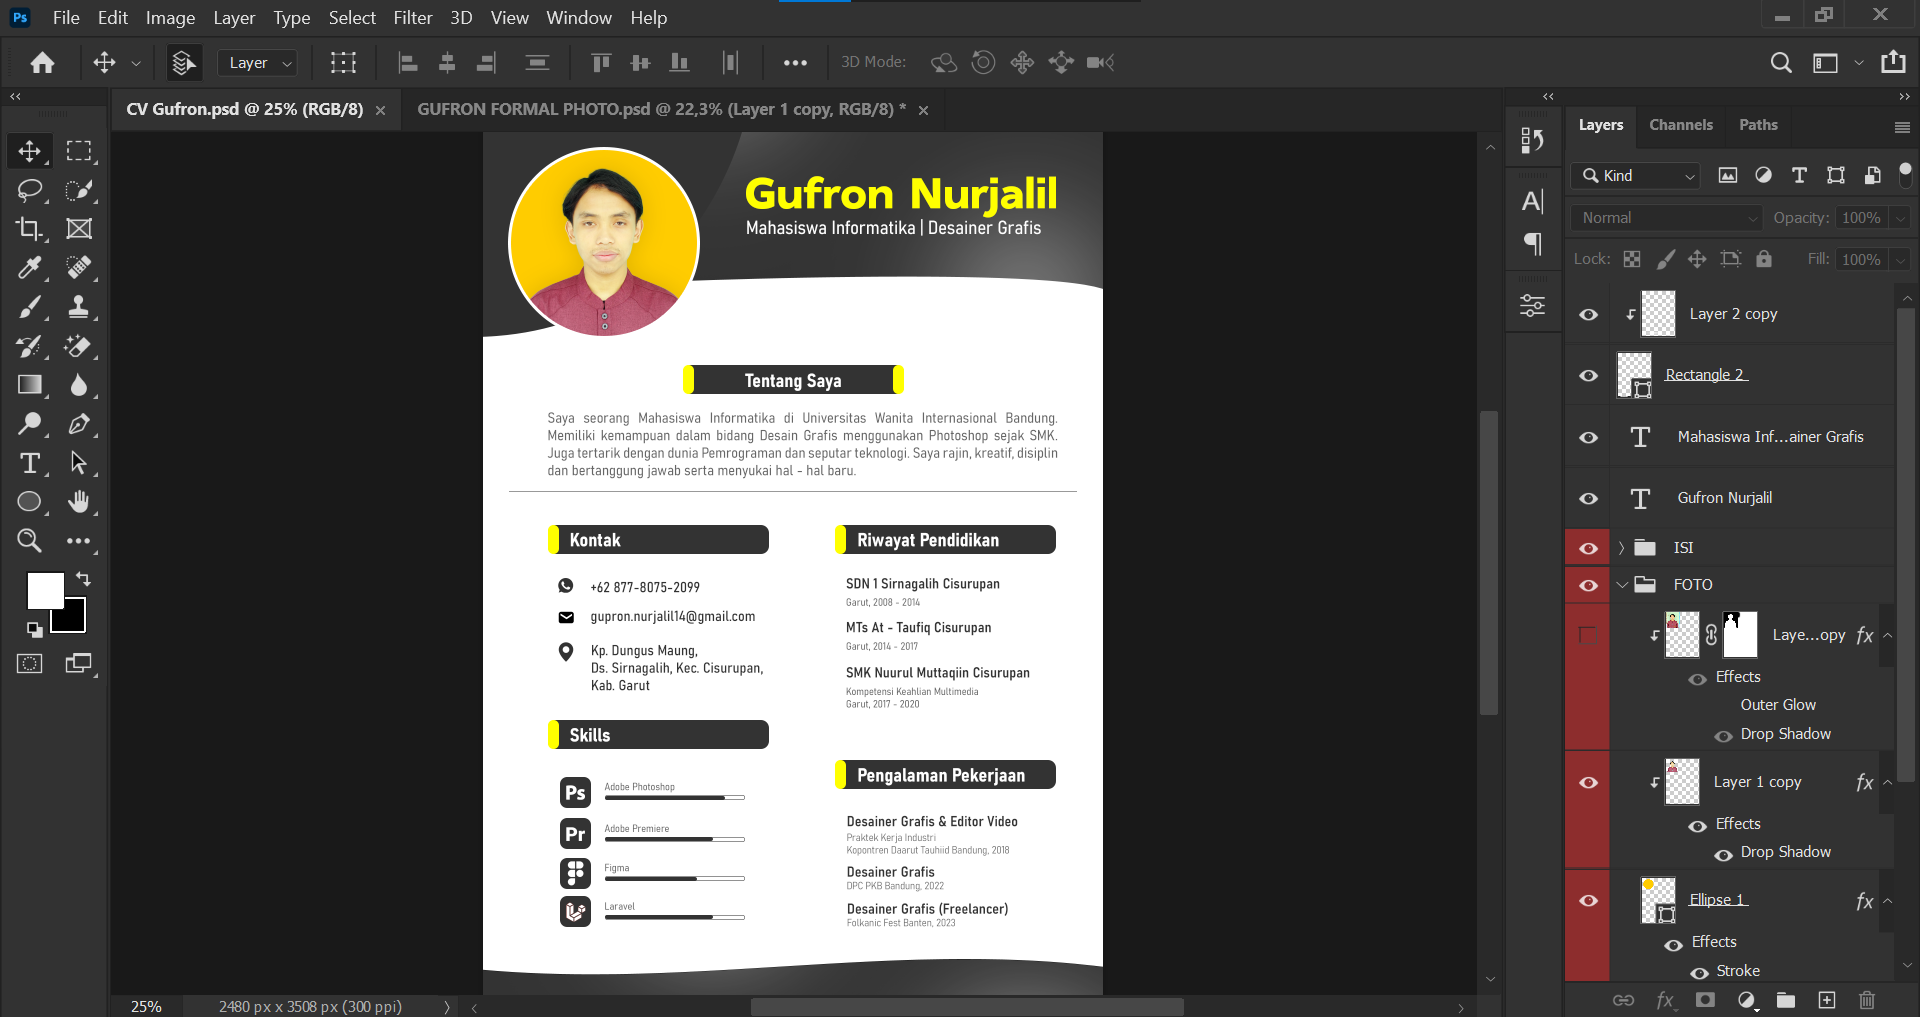 Ps File Edit Image Layer Type Select Filter 3D View Window Help
Layer
3D Mode:
CV Gufron.psd @ 25% (RGB/8)
GUFRON FORMAL PHOTO.psd @ 22,3% (Layer 1 copy, RGB/8) *
Gufron Nurjalil
Mahasiswa Informatika | Desainer Grafis
Tentang Saya
Saya seorang Mahasiswa Informatika di Universitas Wanita Internasional Bandung.
Memiliki kemampuan dalam bidang Desain Grafis menggunakan Photoshop sejak SMK.
Juga tertarik dengan dunia Pemrograman dan seputar teknologi. Saya rajin, kreatif, disiplin
dan bertanggung jawab serta menyukai hal - hal baru.
Kontak
+62 877-8075-2099
gupron.nurjalil14@gmail.com
Kp. Dungus Maung,
Ds. Sirnagalih, Kec. Cisurupan,
Kab. Garut
Skills
Ps
Adobe Photoshop
Pr
Adobe Premiere
Figma
Laravel
Riwayat Pendidikan
SDN 1 Sirnagalih Cisurupan
Garut, 2008 - 2014
MTs At - Taufiq Cisurupan
Garut, 2014 - 2017
SMK Nuurul Muttaqiin Cisurupan
Kompetensi Keahlian Multimedia
Garut, 2017 - 2020
Pengalaman Pekerjaan
Desainer Grafis & Editor Video
Praktek Kerja Industri
Kopontren Daarut Tauhiid Bandung, 2018
Desainer Grafis
DPC PKB Bandung, 2022
Desainer Grafis (Freelancer)
Folkanic Fest Banten, 2023
25%
2480 px x 3508 px (300 ppi)
Layers Channels Paths
Kind
Normal
Opacity: 100%
Lock:
Fill: 100%
Layer 2 copy
Rectangle 2
Mahasiswa Inf...ainer Grafis
Gufron Nurjalil
ISI
FOTO
Laye...opy fx
Effects
Outer Glow
Drop Shadow
Layer 1 copy fx
Effects
Drop Shadow
Ellipse 1 fx
Effects
Stroke
fx